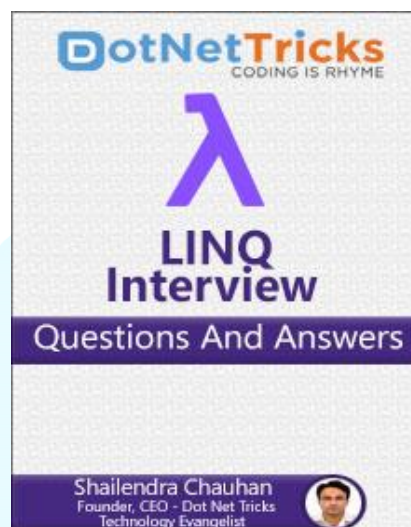 DotNetTricks
CODING IS RHYME
λ
LINQ
Interview
Questions And Answers
Shailendra Chauhan
Founder, CEO - Dot Net Tricks
Technology Evangelist